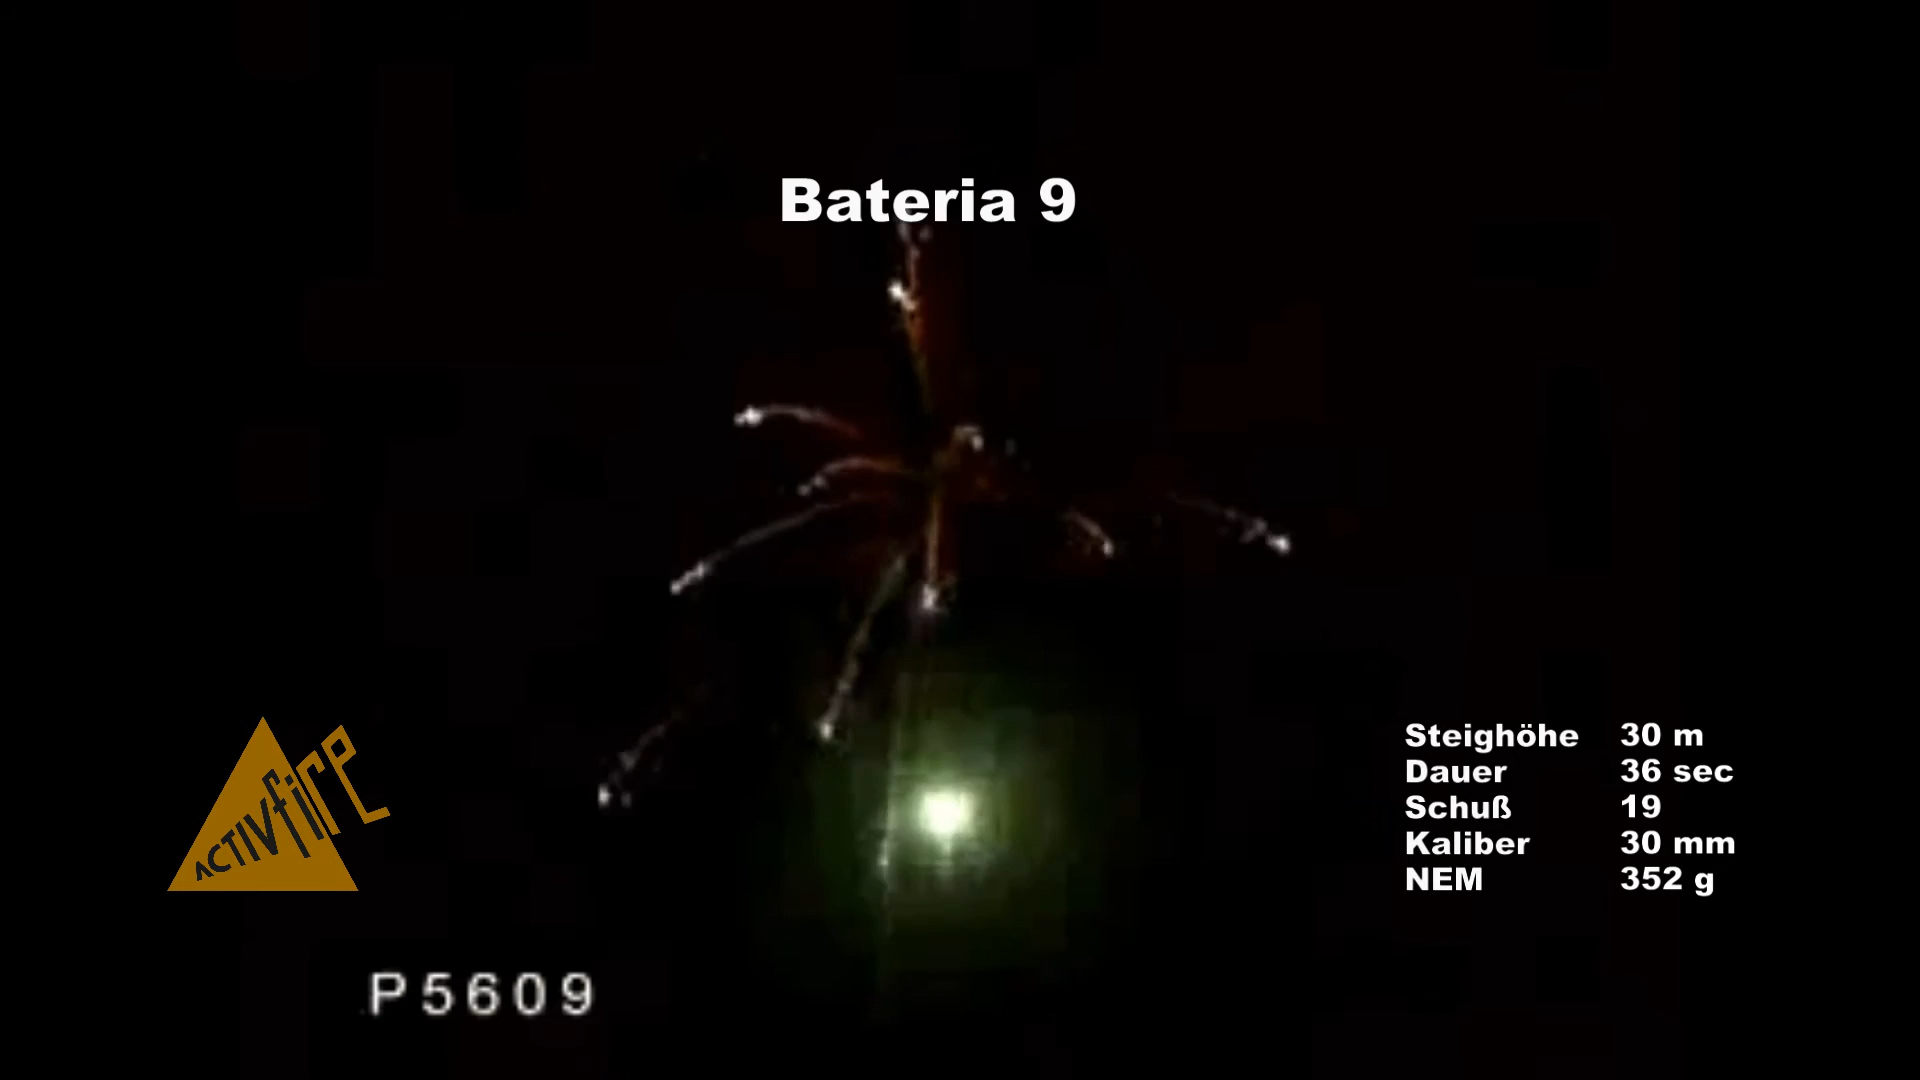 Bateria 9
ACTIVfire
Steighöhe 30 m
Dauer 36 sec
Schuß 19
Kaliber 30 mm
NEM 352 g
P5609